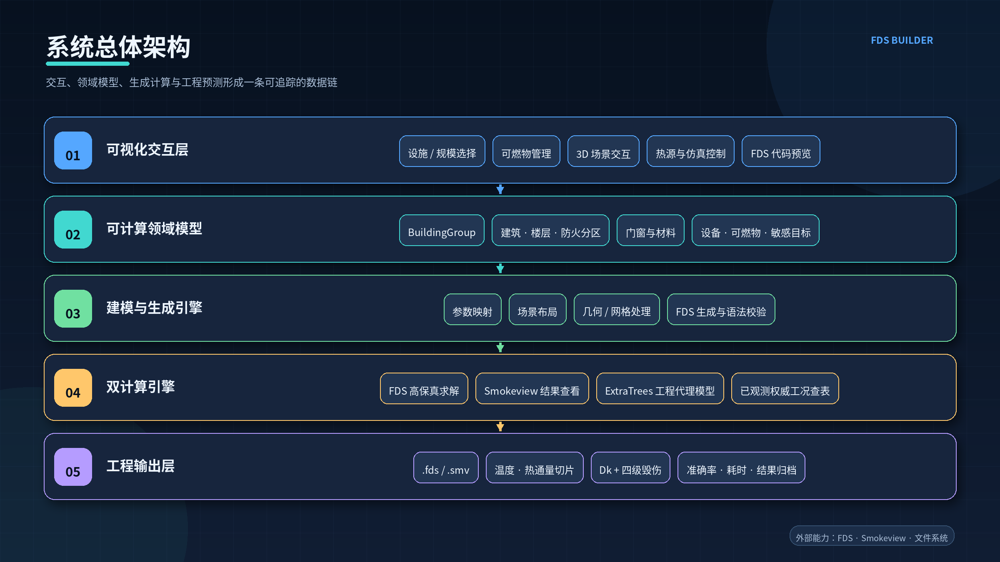 系统总体架构
FDS BUILDER
交互、领域模型、生成计算与工程预测形成一条可追踪的数据链
01
可视化交互层
设施 / 规模选择
可燃物管理
3D 场景交互
热源与仿真控制
FDS 代码预览
02
可计算领域模型
BuildingGroup
建筑 · 楼层 · 防火分区
门窗与材料
设备 · 可燃物 · 敏感目标
03
建模与生成引擎
参数映射
场景布局
几何 / 网格处理
FDS 生成与语法校验
04
双计算引擎
FDS 高保真求解
Smokeview 结果查看
ExtraTrees 工程代理模型
已观测权威工况查表
05
工程输出层
.fds / .smv
温度 · 热通量切片
Dk + 四级毁伤
准确率 · 耗时 · 结果归档
外部能力：FDS · Smokeview · 文件系统